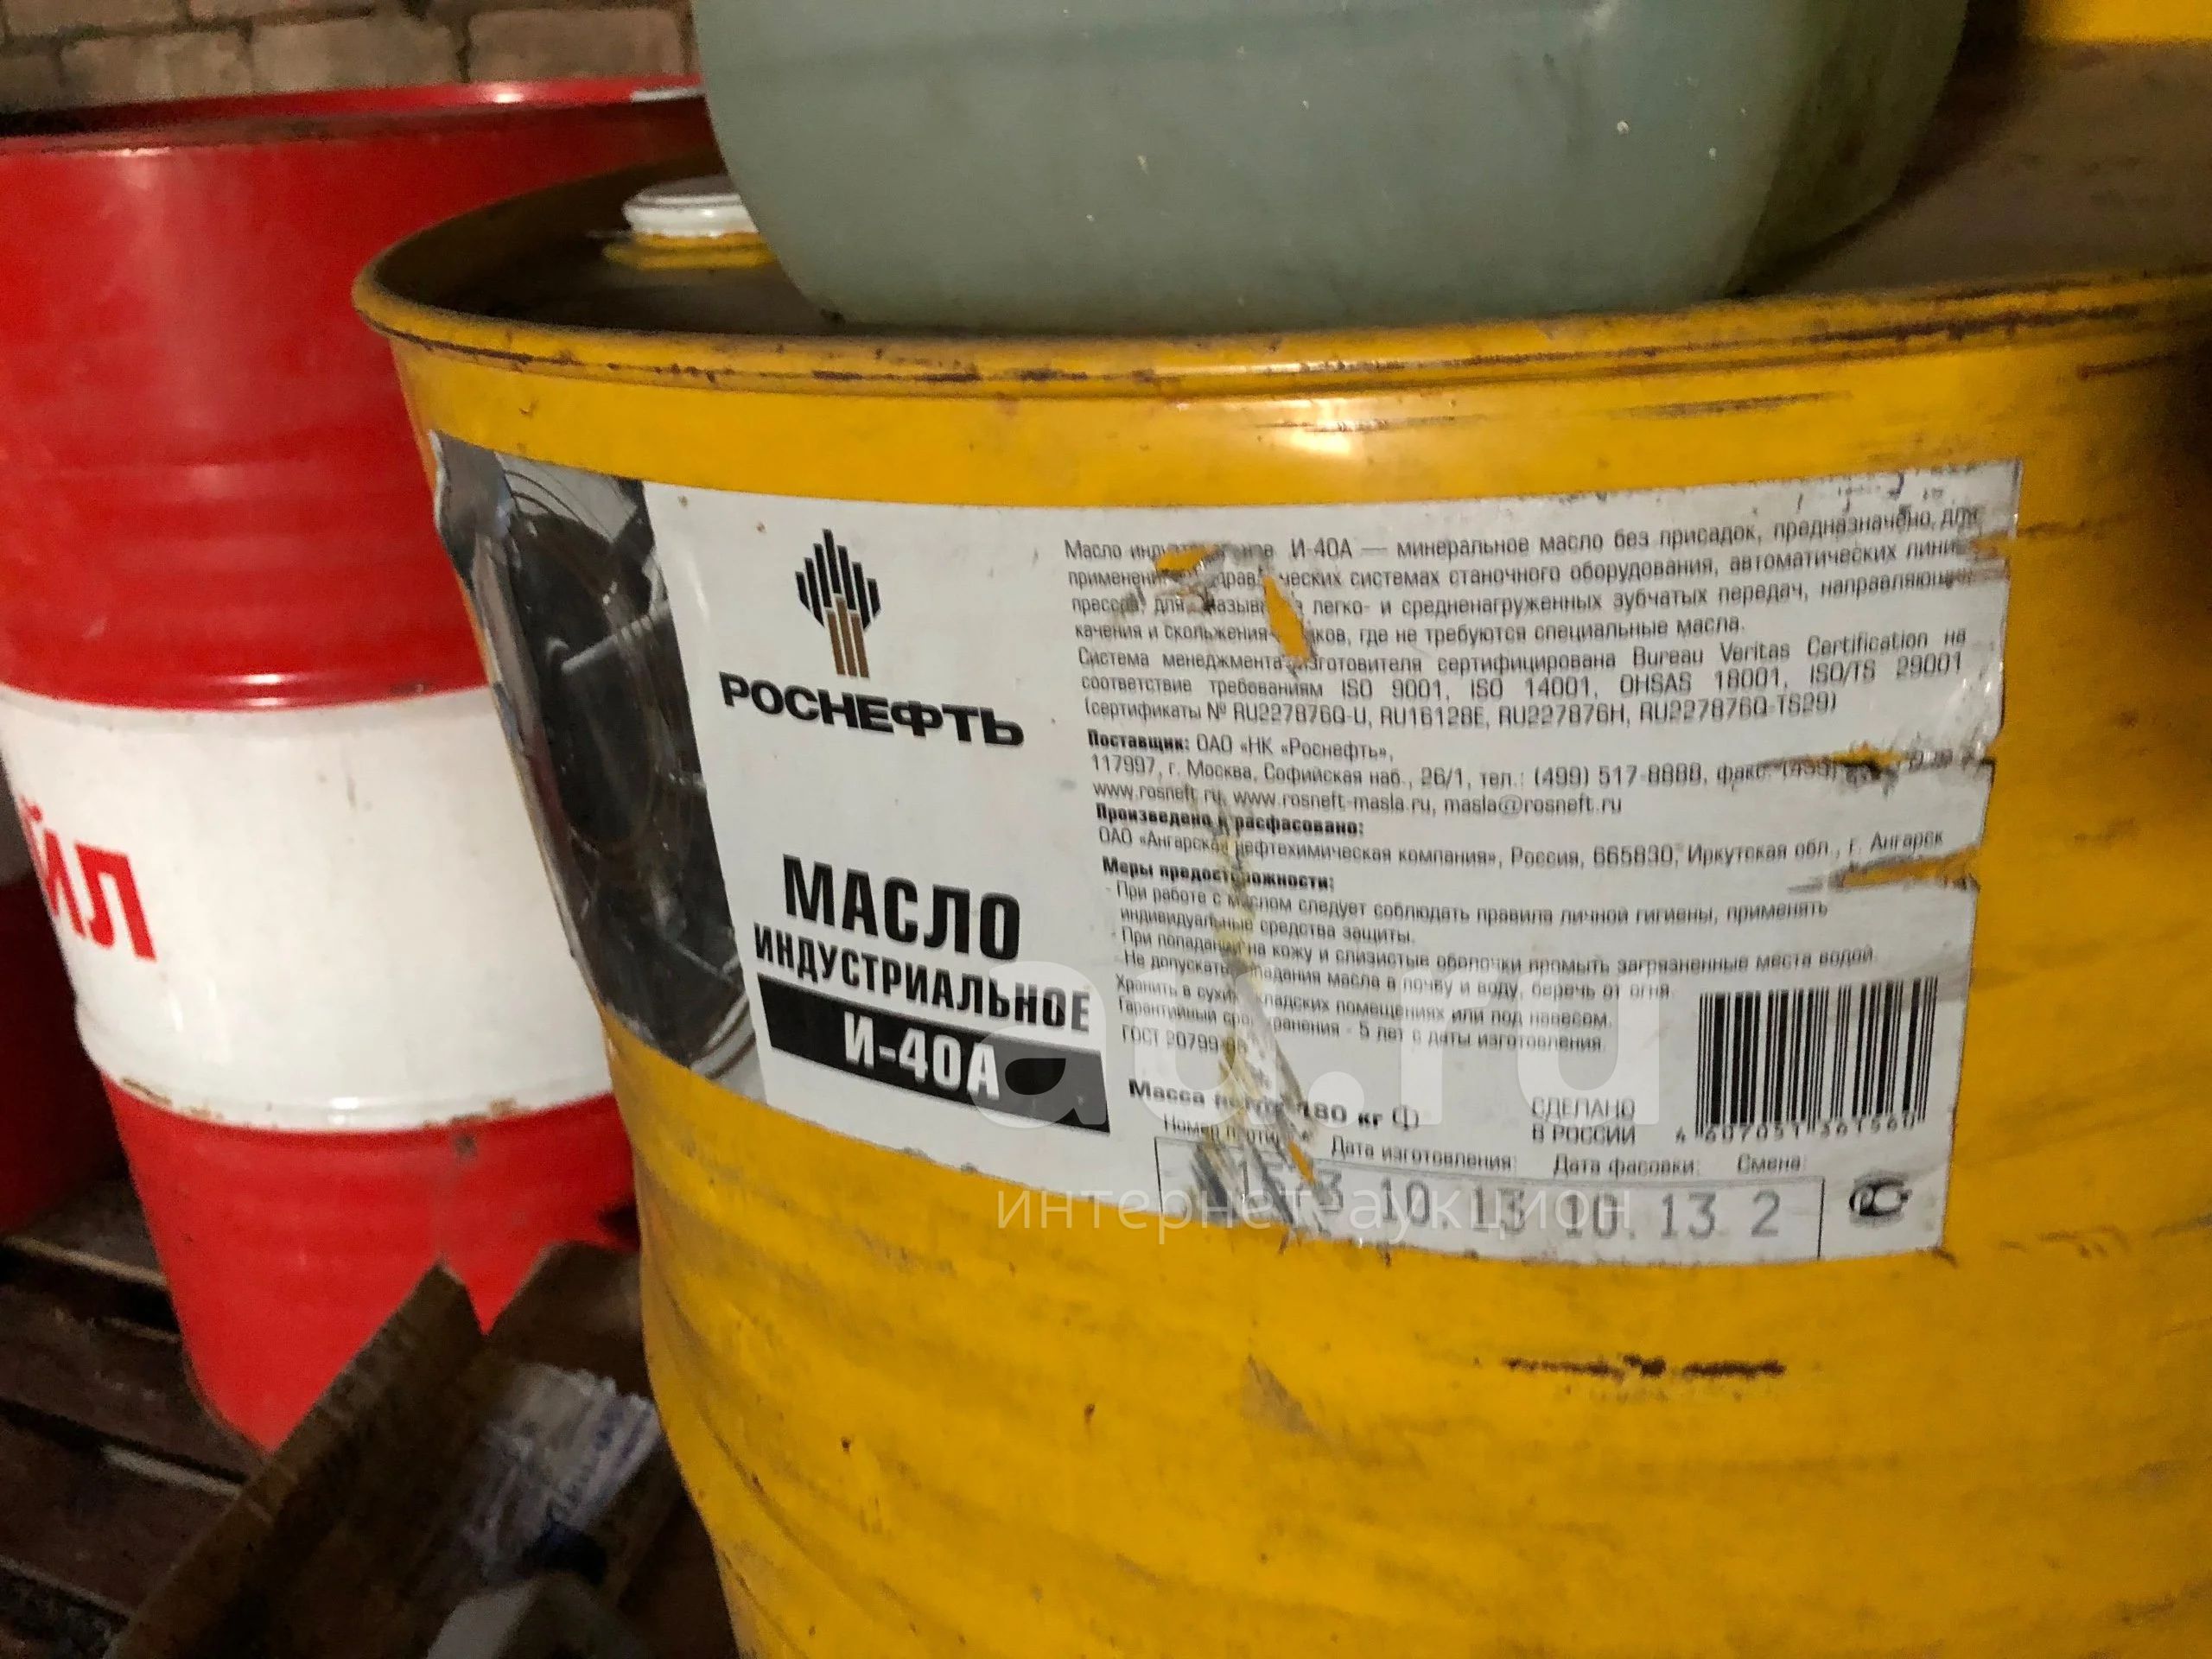 ЙЛ
РОСНЕФТЬ
МАСЛО
ИНДУСТРИАЛЬНОЕ
И-40А
Масло И-40А — минеральное масло без присадок, предназначено для
системах станочного оборудования, автоматических
легко- и средненагруженных зубчатых передач,
качения и скольжения где не требуются специальные масла.
Система менеджмента изготовителя сертифицирована Bureau Veritas Certification на
соответствие требованиям ISO 9001, ISO 14001, OHSAS 18001, ISO/TS 29001
(сертификаты № RU227876Q-U, RU16128E, RU227876H, RU227876Q-TS29)
Поставщик: ОАО «НК «Роснефть»,
117997, г. Москва, Софийская наб., 26/1, тел.: (499) 517-8888, факс:
www.rosneft.ru, www.rosneft-masla.ru, masla@rosneft.ru
Произведено и расфасовано:
ОАО «Ангарская нефтехимическая компания», Россия, 665830, Иркутская обл., г. Ангарск
Меры предосторожности:
- При работе с маслом следует соблюдать правила личной гигиены, применять
индивидуальные средства защиты.
- При попадании на кожу и слизистые оболочки промыть загрязненные места водой.
- Не допускать попадания масла в почву и воду, беречь от огня.
Хранить в сухих складских помещениях или под навесом.
Гарантийный срок хранения - 5 лет с даты изготовления.
ГОСТ 20799-88
Масса нетто 180 кг
СДЕЛАНО
В РОССИИ
4 607051 361560
Номер партии: Дата изготовления: Дата фасовки: Смена:
10. 13 10. 13 2
au.ru
интернет-аукцион